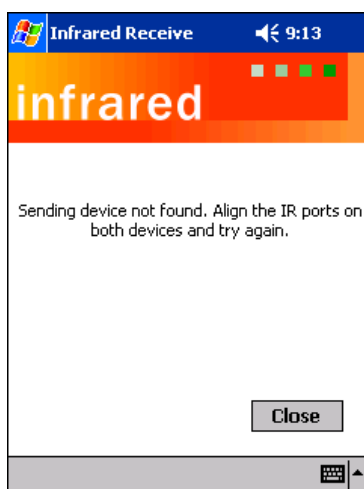 Infrared Receive 9:13
infrared
Sending device not found. Align the IR ports on
both devices and try again.
Close